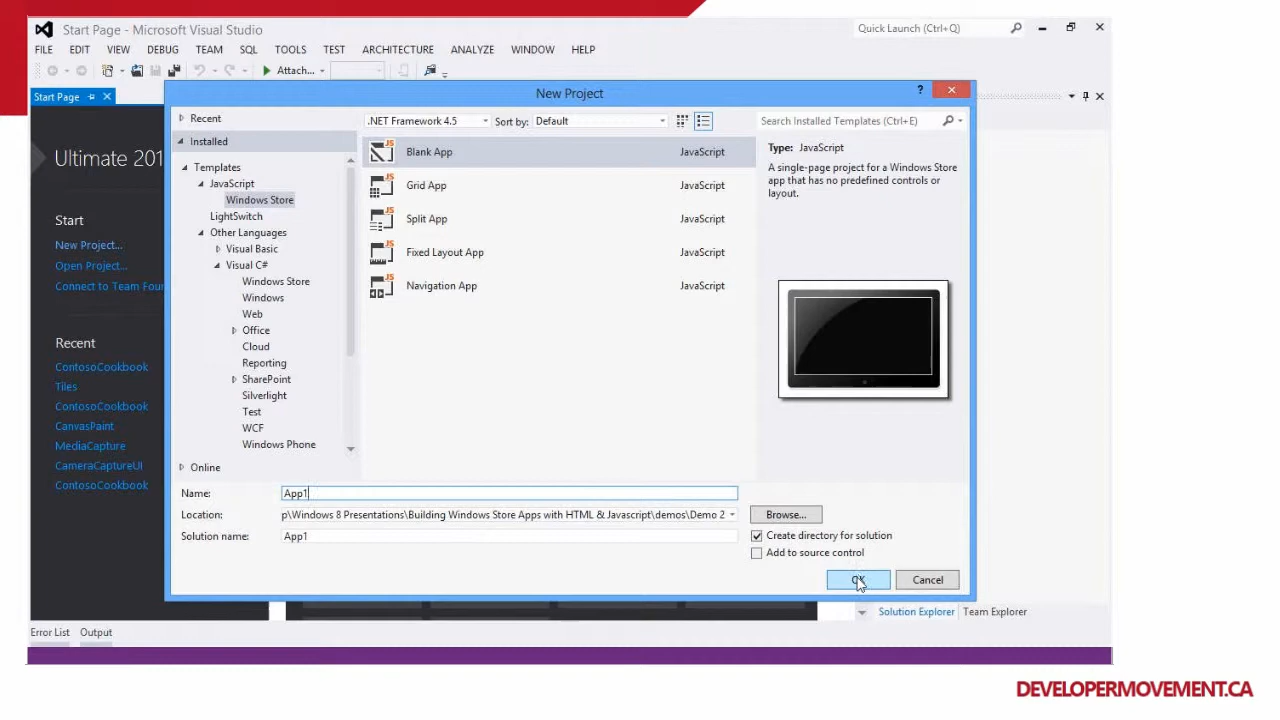 Start Page - Microsoft Visual Studio
Quick Launch (Ctrl+Q)
FILE EDIT VIEW DEBUG TEAM SQL TOOLS TEST ARCHITECTURE ANALYZE WINDOW HELP
Attach...
Start Page
New Project
?
Recent
.NET Framework 4.5
Sort by: Default
Search Installed Templates (Ctrl+E)
Installed
Templates
JavaScript
Windows Store
LightSwitch
Other Languages
Visual Basic
Visual C#
Windows Store
Windows
Web
Office
Cloud
Reporting
SharePoint
Silverlight
Test
WCF
Windows Phone
Online
JS Blank App JavaScript
JS Grid App JavaScript
JS Split App JavaScript
JS Fixed Layout App JavaScript
JS Navigation App JavaScript
Type: JavaScript
A single-page project for a Windows Store
app that has no predefined controls or
layout.
Name: App1
Location: p\Windows 8 Presentations\Building Windows Store Apps with HTML & Javascript\demos\Demo 2
Browse...
Solution name: App1
Create directory for solution
Add to source control
OK
Cancel
Ultimate 201
Start
New Project...
Open Project...
Connect to Team Foun
Recent
ContosoCookbook
Tiles
ContosoCookbook
CanvasPaint
MediaCapture
CameraCaptureUI
ContosoCookbook
Solution Explorer Team Explorer
Error List Output
DEVELOPERMOVEMENT.CA